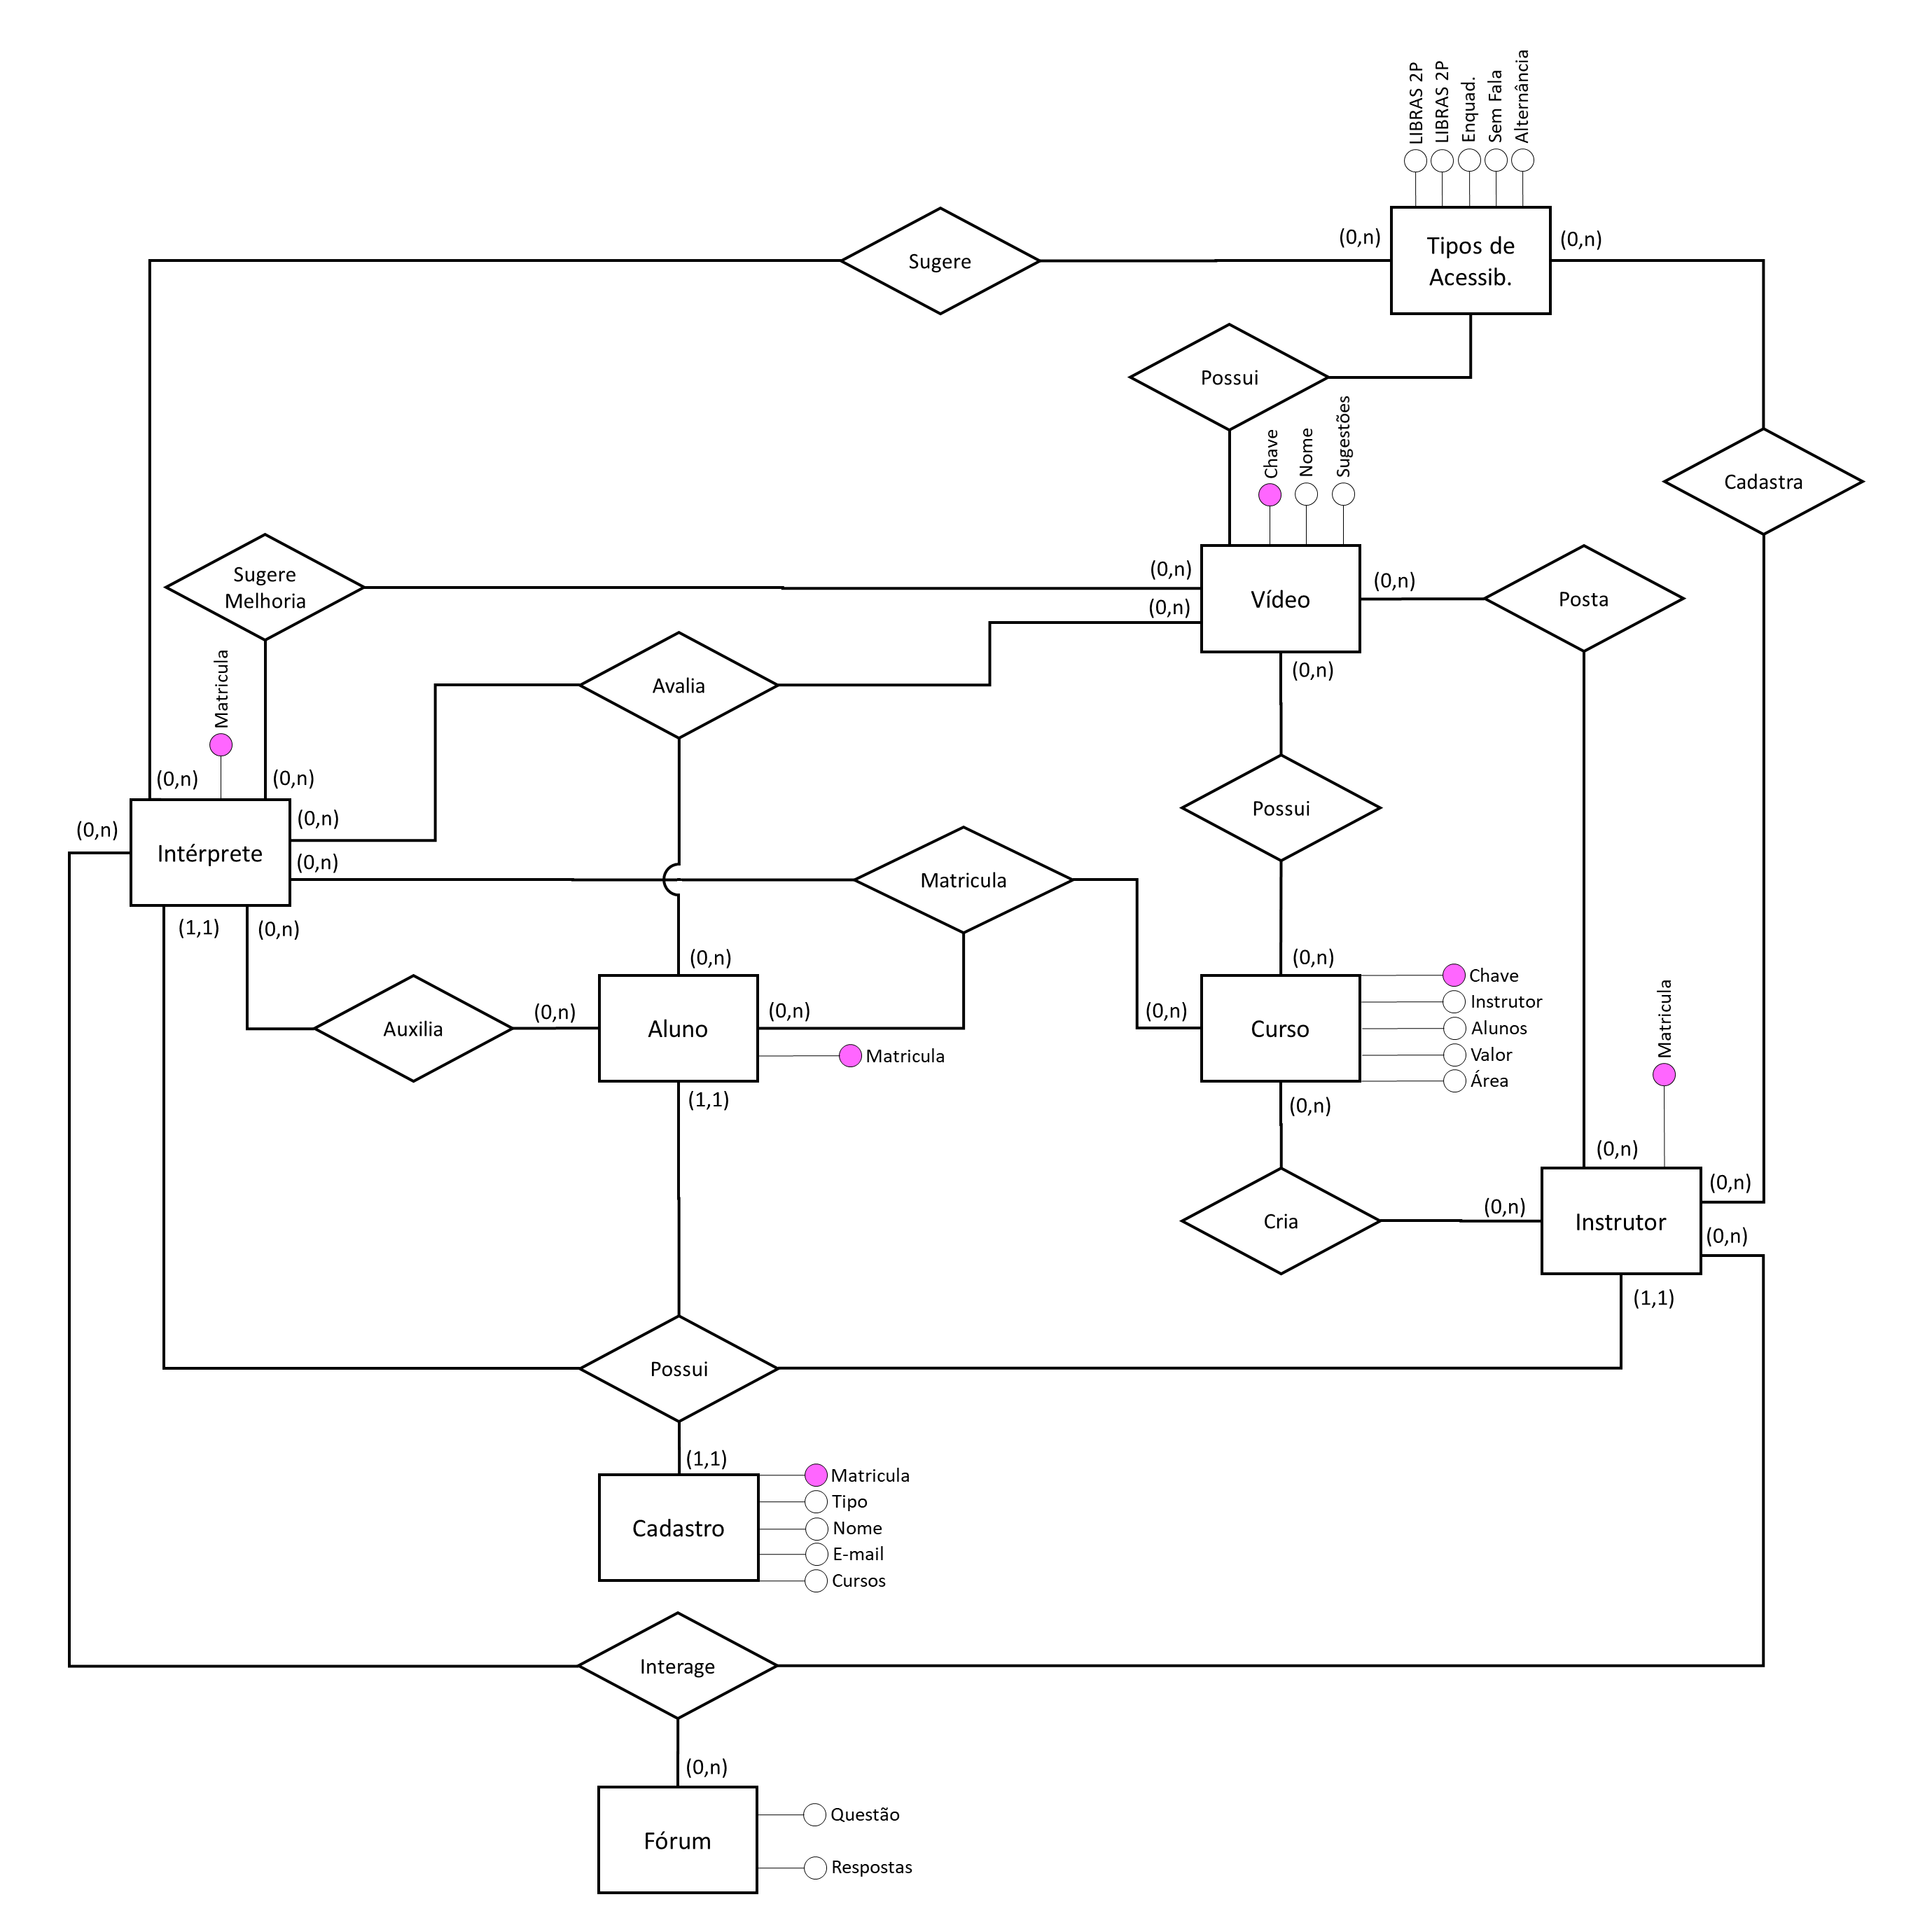 LIBRAS 2P
LIBRAS 2P
Enquad.
Sem Fala
Alternância
Sugere
(0,n)
Tipos de
Acessib.
(0,n)
Possui
Chave
Nome
Sugestões
Cadastra
Sugere
Melhoria
(0,n)
(0,n)
Vídeo
(0,n)
Posta
(0,n)
Matricula
Avalia
(0,n)
(0,n)
(0,n)
(0,n)
Intérprete
(0,n)
(0,n)
(1,1)
(0,n)
Possui
Matricula
(0,n)
(0,n)
Auxilia
(0,n)
Aluno
(0,n)
Matricula
(1,1)
(0,n)
Curso
Chave
Instrutor
Alunos
Valor
Área
(0,n)
Matricula
(0,n)
Cria
(0,n)
Instrutor
(0,n)
(0,n)
(1,1)
Possui
(1,1)
Cadastro
Matricula
Tipo
Nome
E-mail
Cursos
Interage
(0,n)
Fórum
Questão
Respostas